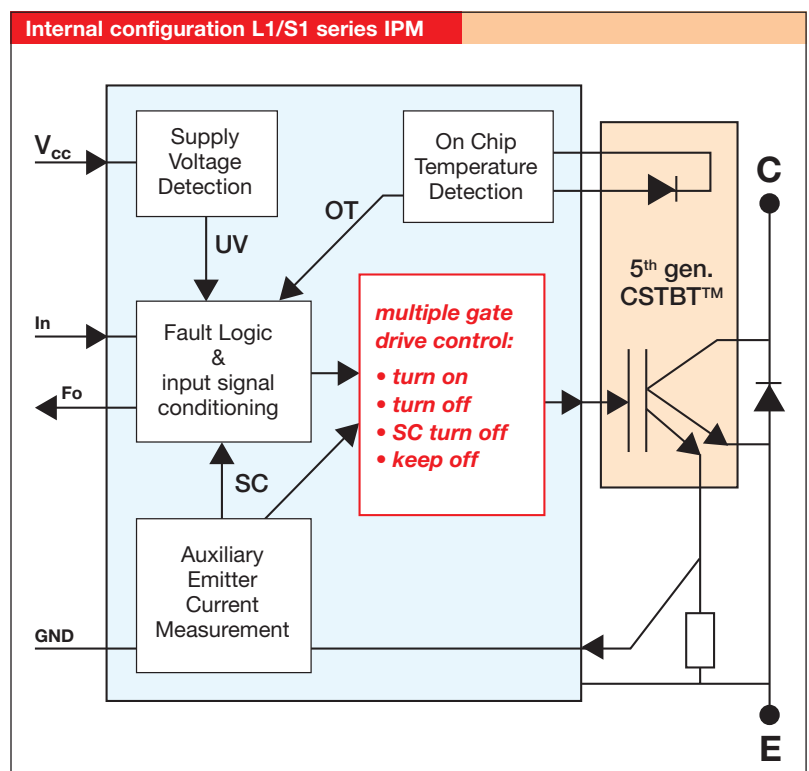 Internal configuration L1/S1 series IPM
Vcc
Supply
Voltage
Detection
On Chip
Temperature
Detection
C
OT
UV
5th gen.
CSTBT™
In
Fault Logic
&
input signal
conditioning
multiple gate
drive control:
• turn on
• turn off
• SC turn off
• keep off
Fo
SC
Auxiliary
Emitter
Current
Measurement
GND
E